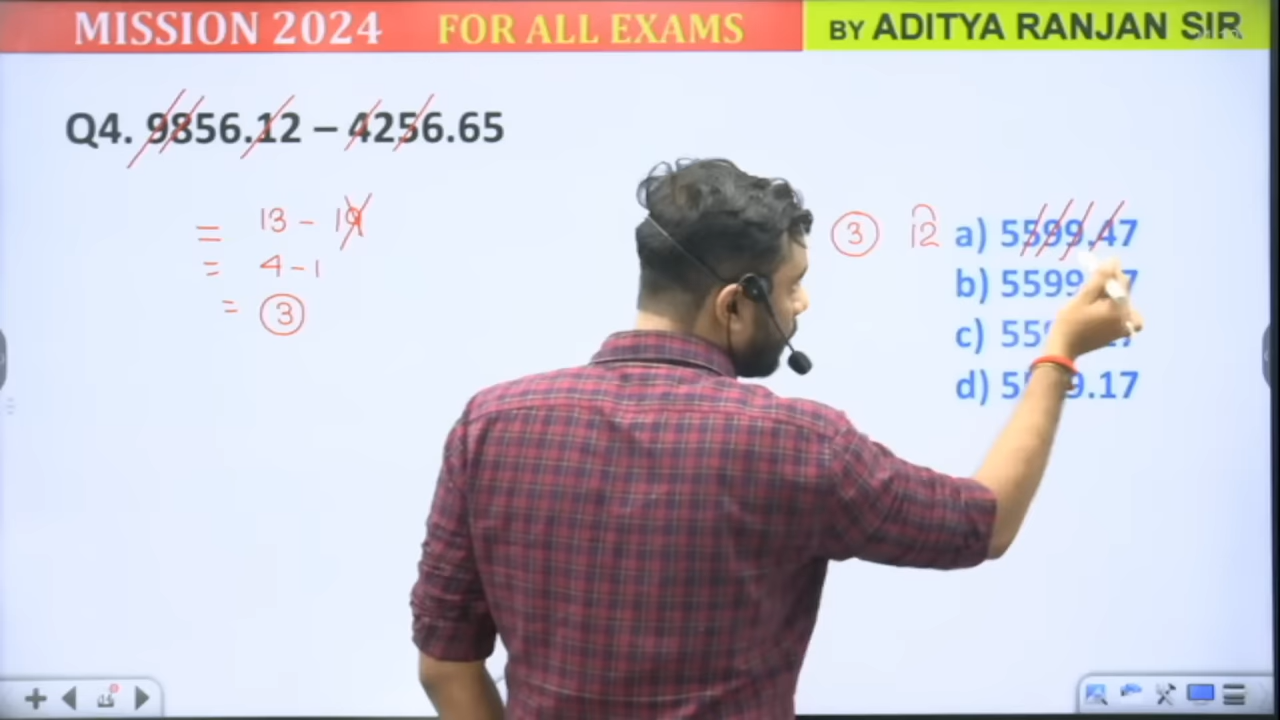 MISSION 2024 FOR ALL EXAMS BY ADITYA RANJAN SIR
Q4. 9856.12 – 4256.65
= 13 - 19
= 4 - 1
= 3
3 12 a) 5599.47
b) 5599. 7
c) 55
d) 5 9.17